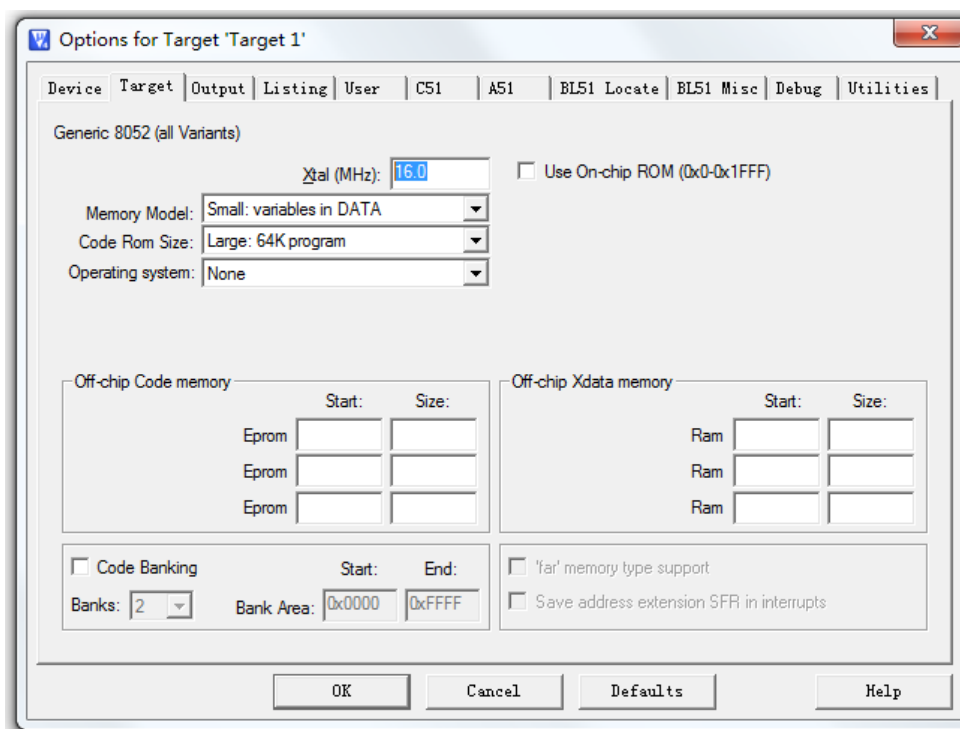 Options for Target 'Target 1'
Device Target Output Listing User C51 A51 BL51 Locate BL51 Misc Debug Utilities
Generic 8052 (all Variants)
Xtal (MHz): 16.0 Use On-chip ROM (0x0-0x1FFF)
Memory Model: Small: variables in DATA
Code Rom Size: Large: 64K program
Operating system: None
Off-chip Code memory Off-chip Xdata memory
Start: Size: Start: Size:
Eprom Ram
Eprom Ram
Eprom Ram
Code Banking Start: End: 'far' memory type support
Banks: 2 Bank Area: 0x0000 0xFFFF Save address extension SFR in interrupts
OK Cancel Defaults Help